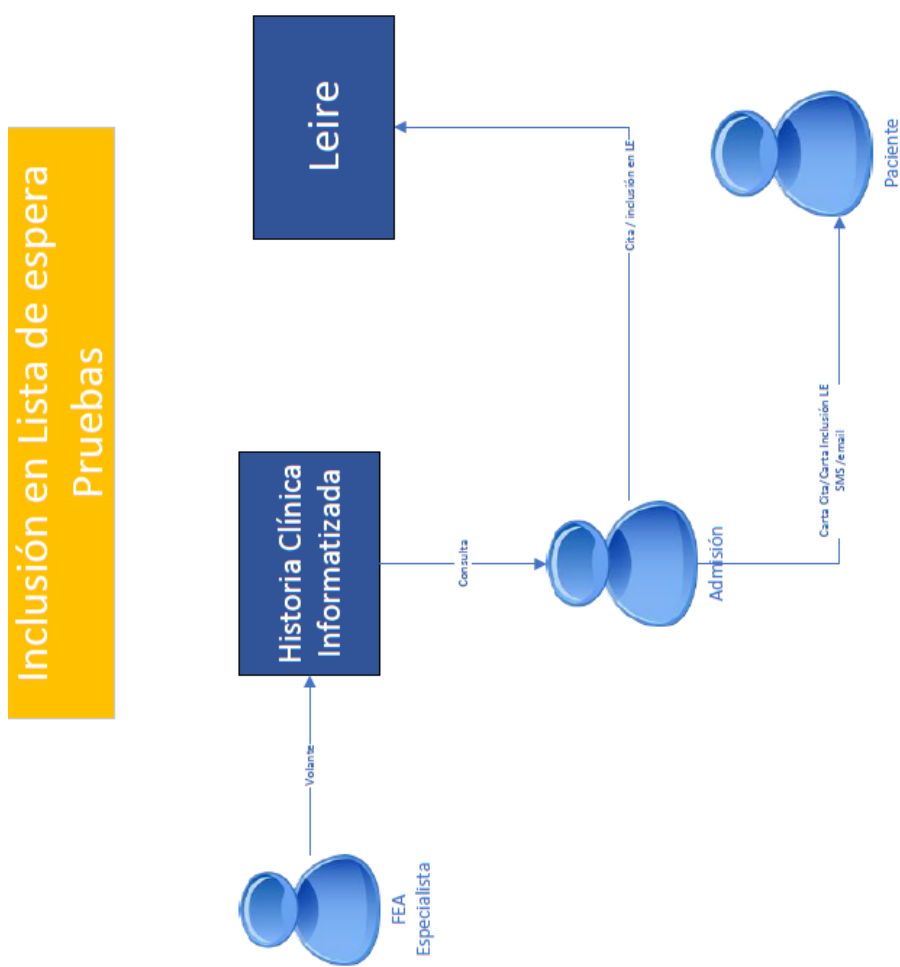 Inclusión en Lista de espera
Pruebas
Historia Clínica
Informatizada
Leire
Volante
Consulta
Cita / inclusión en LE
FEA
Especialista
Admisión
Carta Cita/Carta Inclusión LE
SMS /email
Paciente